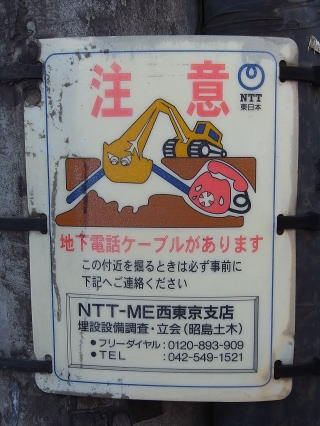 注意
NTT
東日本
地下電話ケーブルがあります
この付近を掘るときは必ず事前に
下記へご連絡ください
NTT-ME西東京支店
埋設設備調査・立会(昭島土木)
●フリーダイヤル:0120-893-909
●TEL :042-549-1521